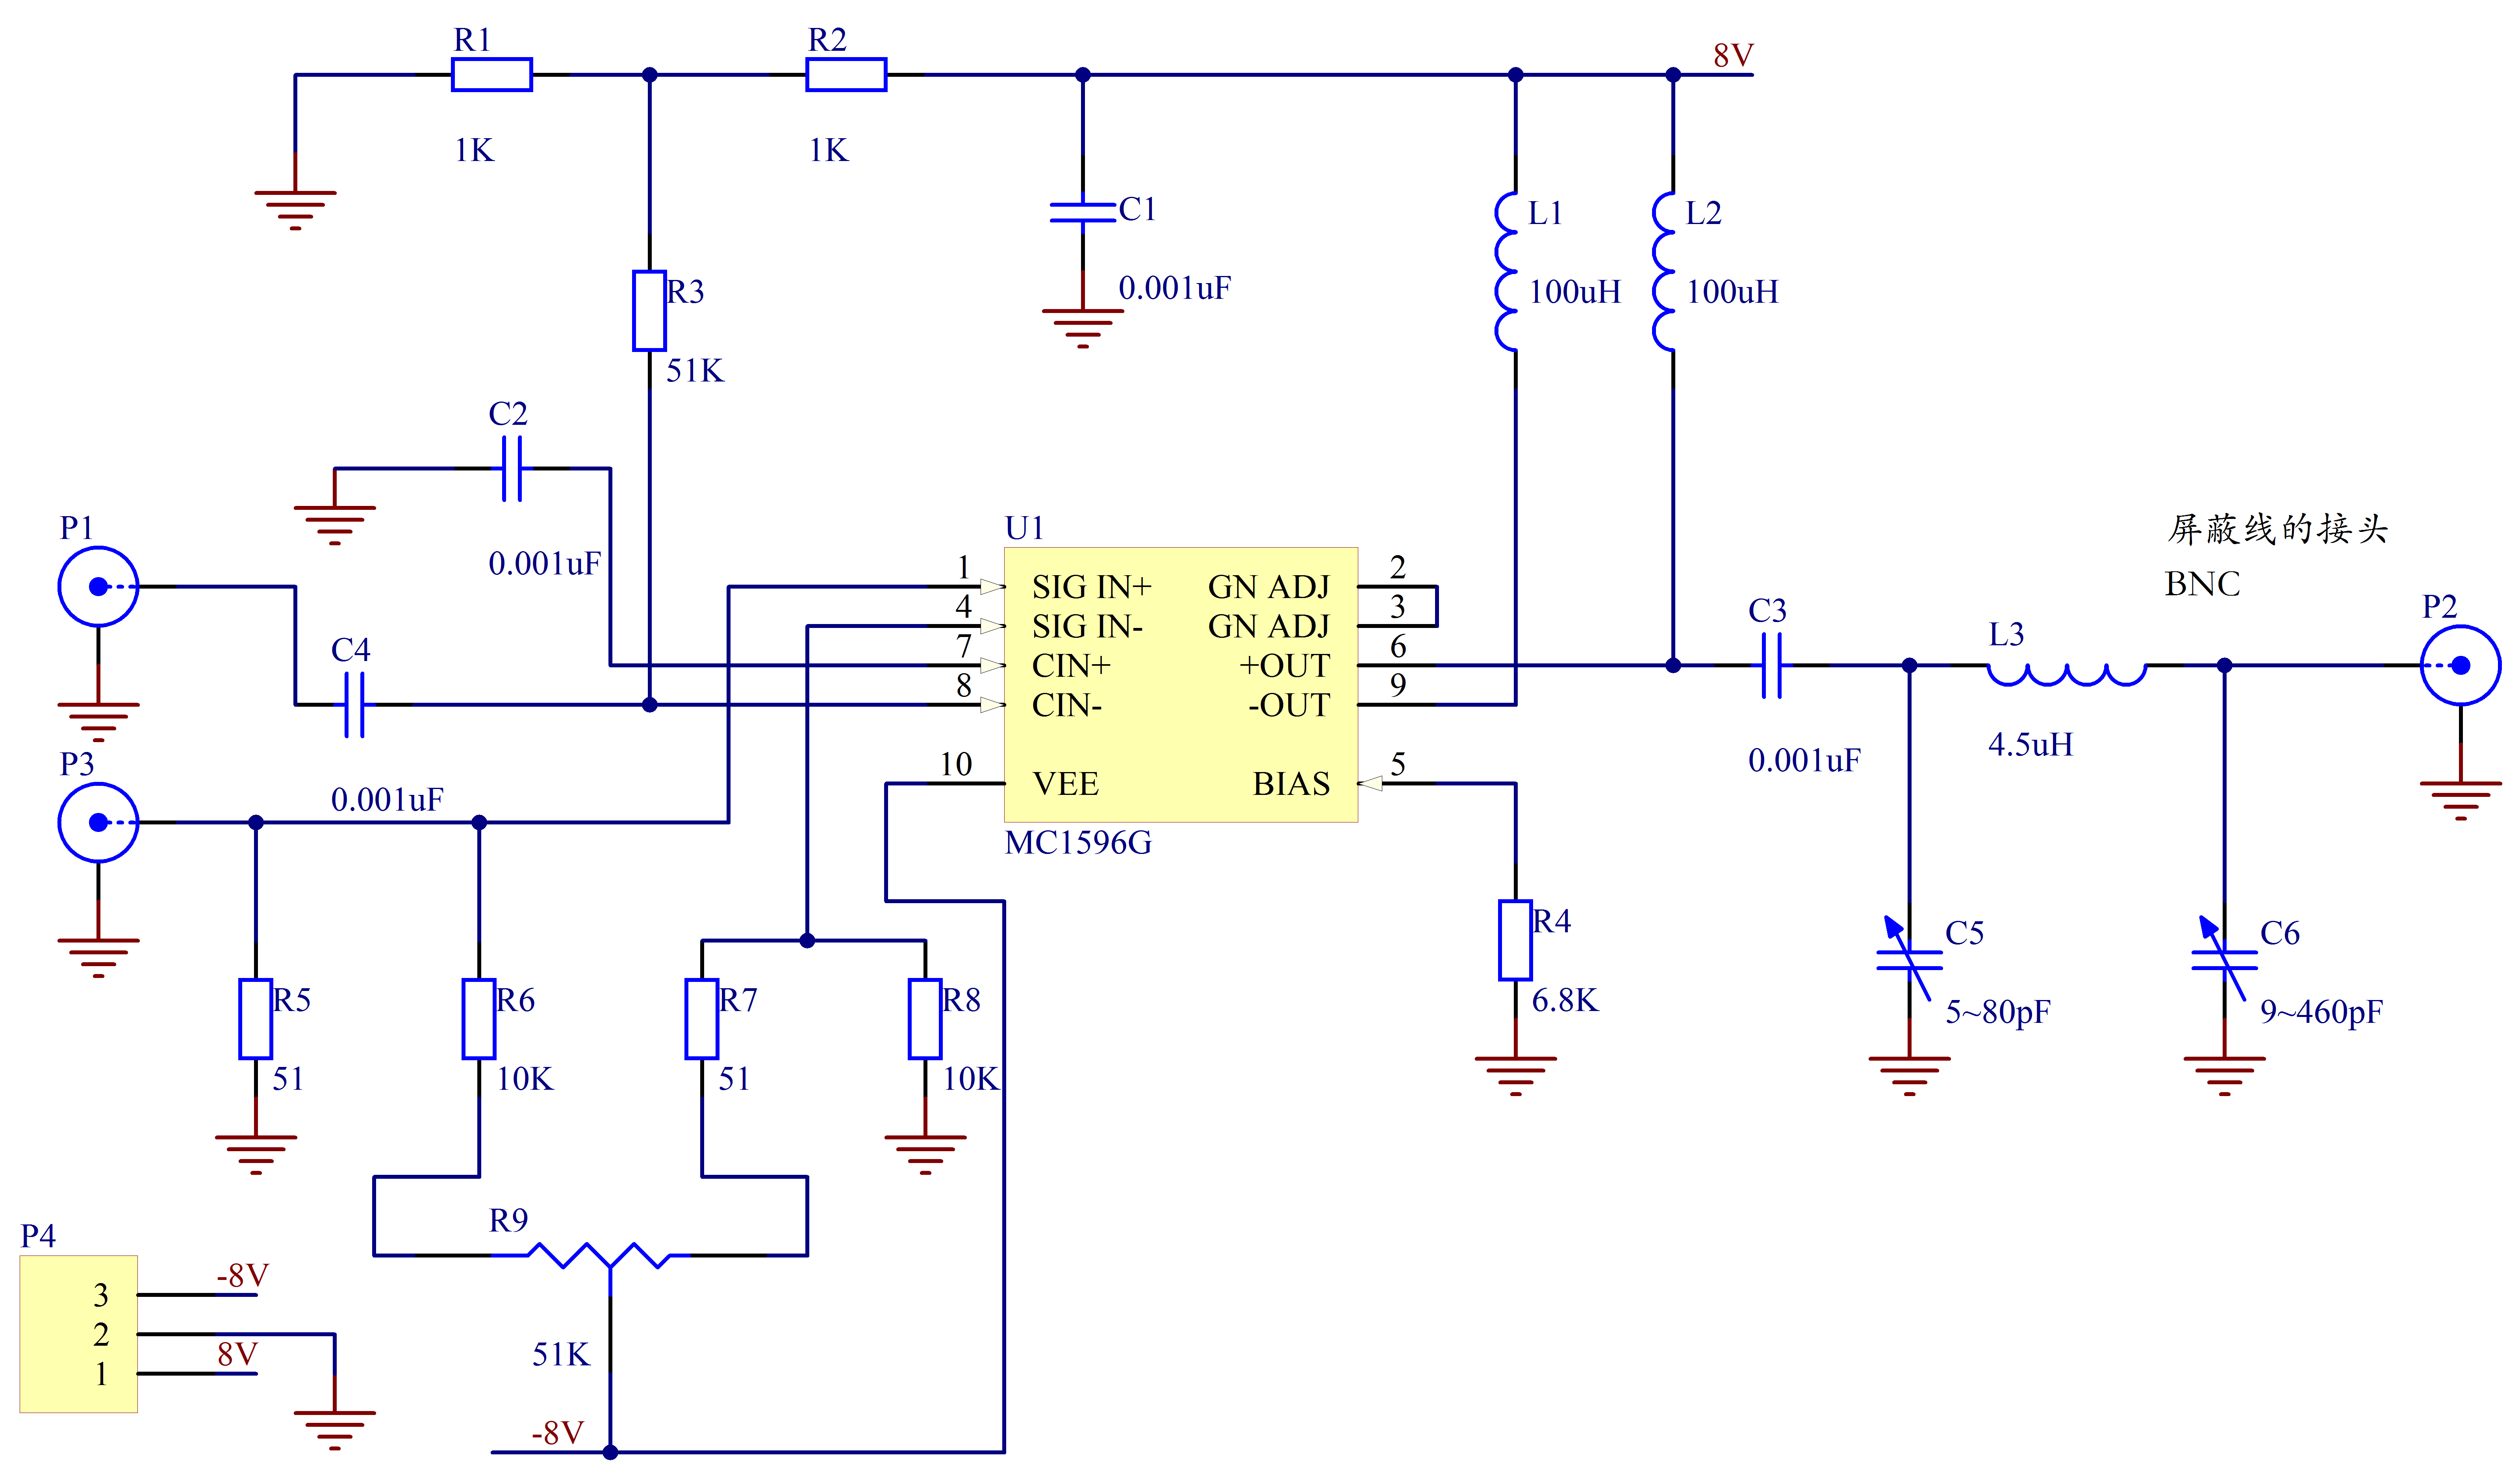 R1
R2
8V
1K
1K
C1
0.001uF
L1
100uH
L2
100uH
R3
51K
C2
0.001uF
P1
C4
0.001uF
P3
U1
1
SIG IN+
4
SIG IN-
7
CIN+
8
CIN-
10
VEE
GN ADJ
2
GN ADJ
3
+OUT
6
-OUT
9
BIAS
5
MC1596G
C3
0.001uF
屏蔽线的接头
BNC
L3
4.5uH
P2
R4
6.8K
C5
5~80pF
C6
9~460pF
R5
51
R6
10K
R7
51
R8
10K
R9
51K
-8V
P4
3
-8V
2
1
8V